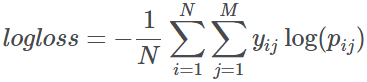 logloss = -\frac{1}{N} \sum_{i=1}^{N} \sum_{j=1}^{M} y_{ij} \log(p_{ij})